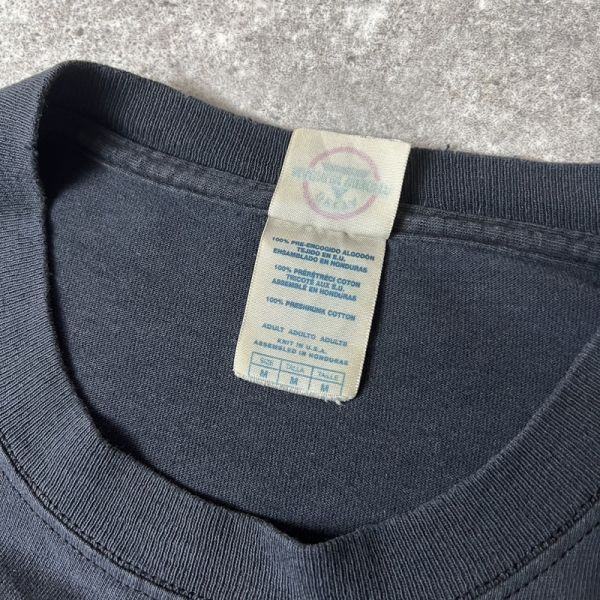 100% PRE-ENCOGIDO ALGODÓN
TEJIDO EN E.U.
ENSAMBLADO EN HONDURAS
100% PRÉRÉTRÉCI COTON
TRICOTÉ AUX E.U.
ASSEMBLÉ EN HONDURAS
100% PRESHRUNK COTTON
ADULT ADULTO ADULTE
KNIT IN U.S.A.
ASSEMBLED IN HONDURAS
SIZE TALLA TAILLE
M M M